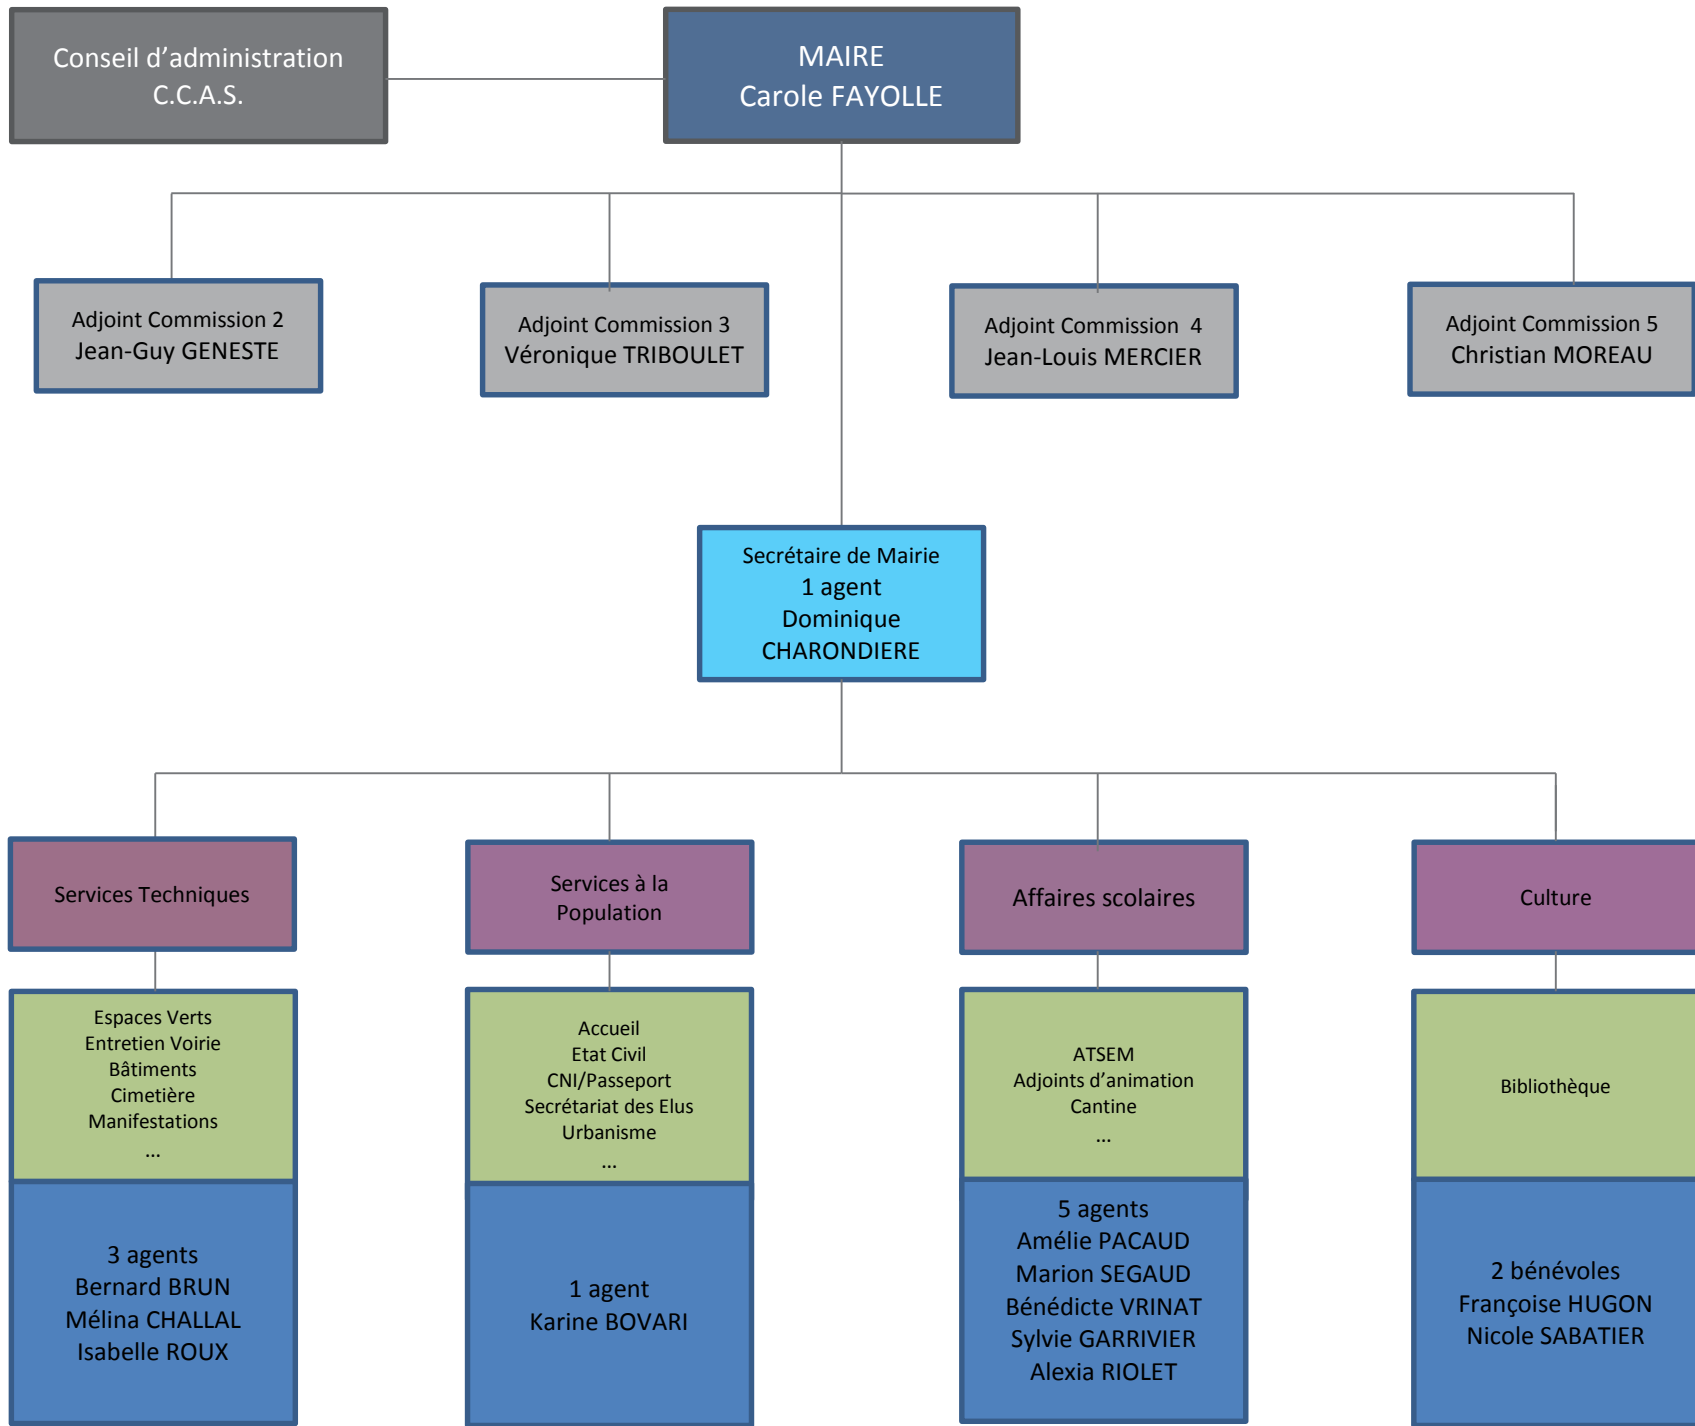 Conseil d’administration
C.C.A.S.
MAIRE
Carole FAYOLLE
Adjoint Commission 2
Jean-Guy GENESTE
Adjoint Commission 3
Véronique TRIBOULET
Adjoint Commission  4
Jean-Louis MERCIER
Adjoint Commission 5
Christian MOREAU
Secrétaire de Mairie
1 agent
Dominique
CHARONDIERE
Services Techniques
Services à la
Population
Affaires scolaires
Culture
Espaces Verts
Entretien Voirie
Bâtiments
Cimetière
Manifestations
...
Accueil
Etat Civil
CNI/Passeport
Secrétariat des Elus
Urbanisme
...
ATSEM
Adjoints d’animation
Cantine
...
Bibliothèque
3 agents
Bernard BRUN
Mélina CHALLAL
Isabelle ROUX
1 agent
Karine BOVARI
5 agents
Amélie PACAUD
Marion SEGAUD
Bénédicte VRINAT
Sylvie GARRIVIER
Alexia RIOLET
2 bénévoles
Françoise HUGON
Nicole SABATIER